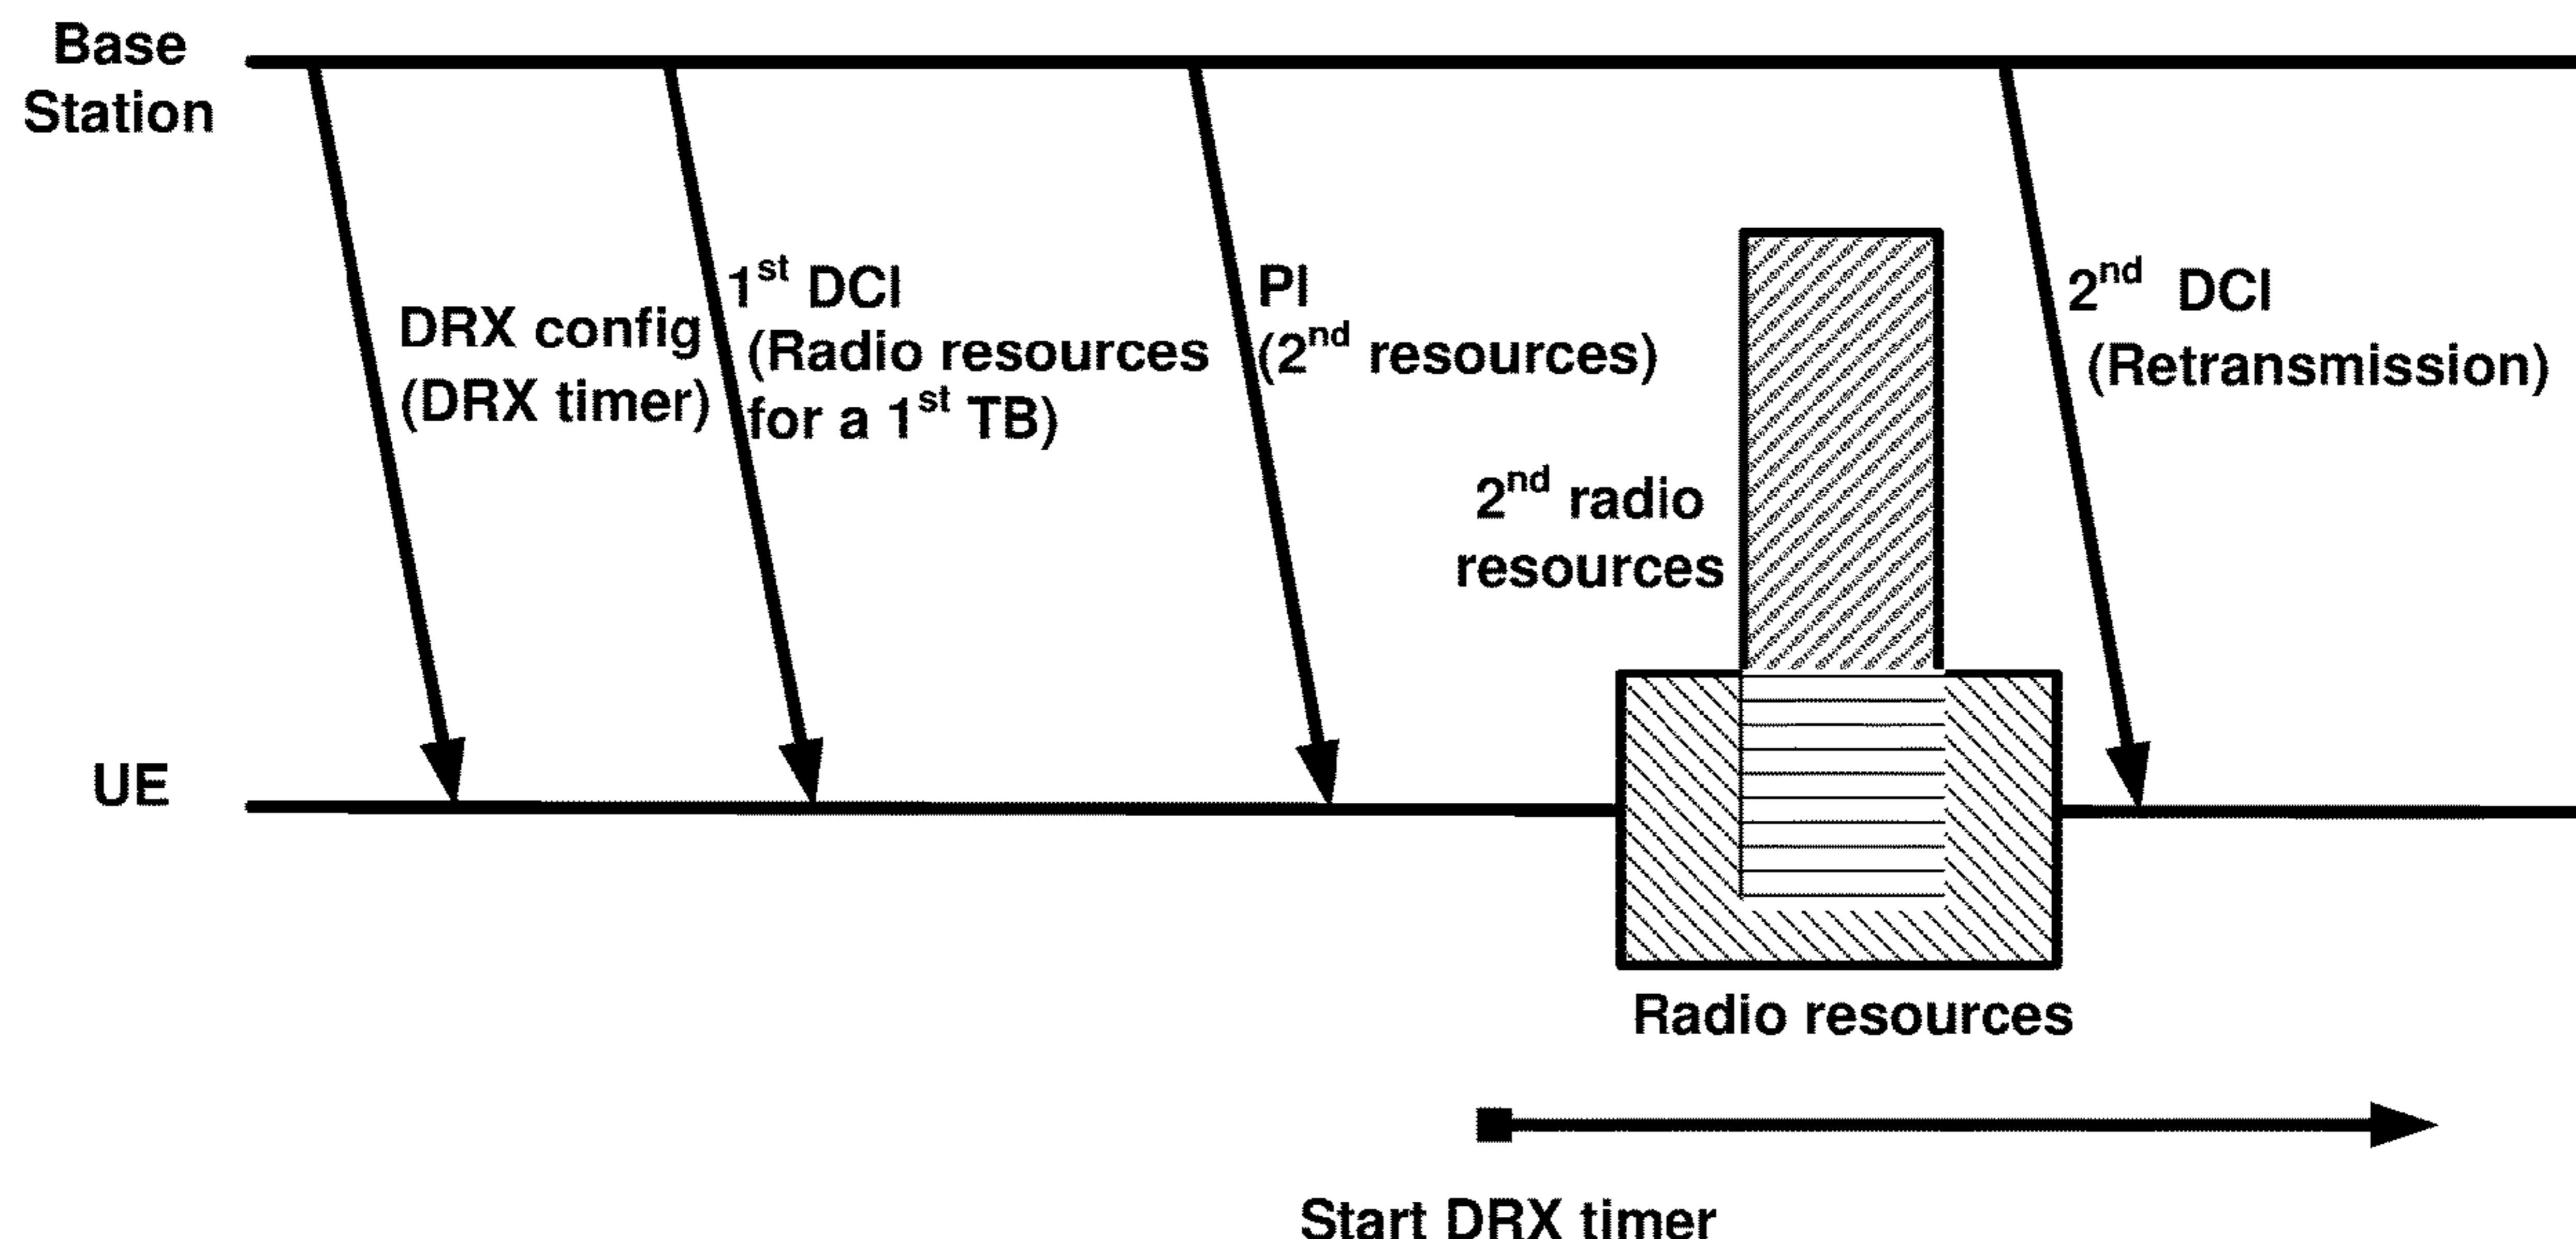 Base
Station
DRX config
(DRX timer)
1st DCI
(Radio resources
for a 1st TB)
PI
(2nd resources)
2nd radio
resources
2nd DCI
(Retransmission)
UE
Radio resources
Start DRX timer